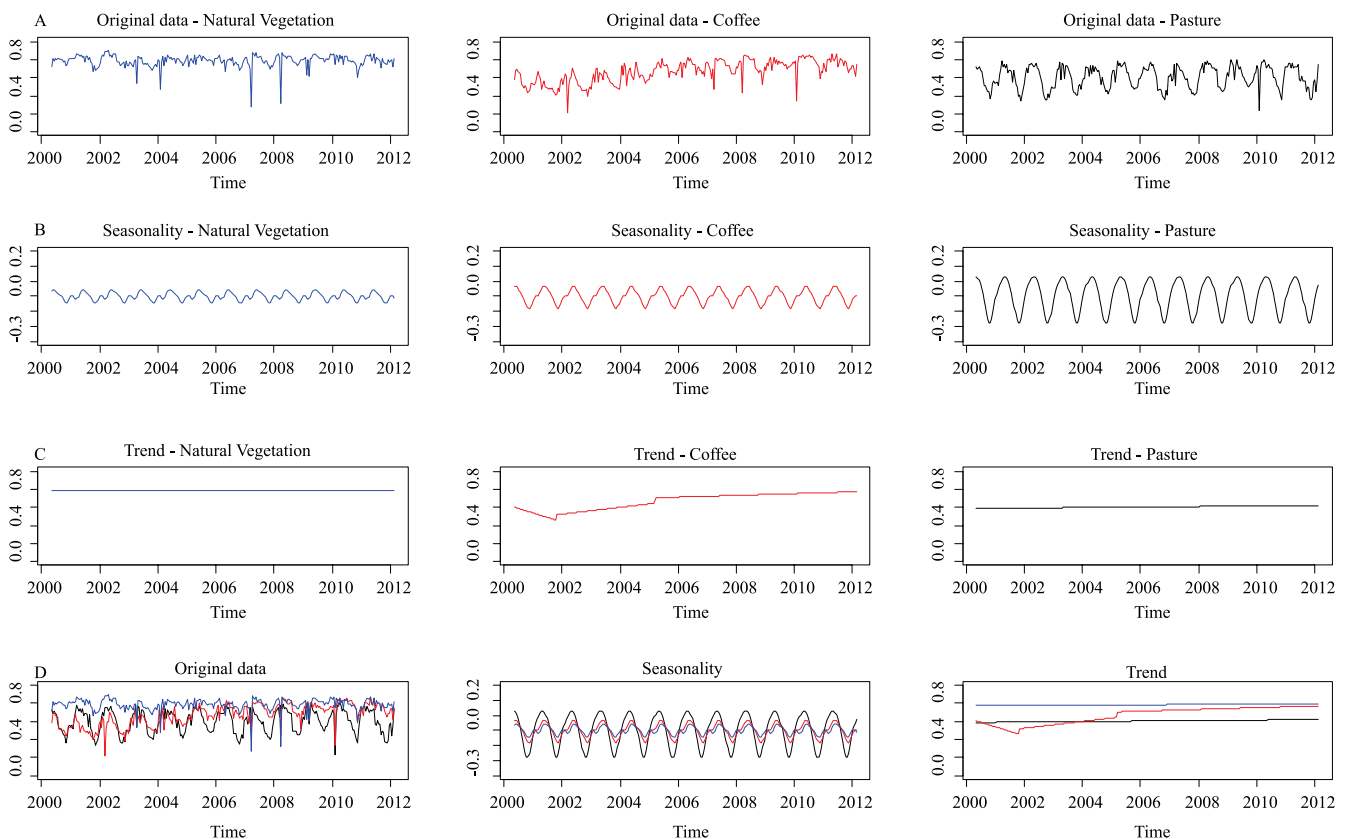 A
Original data - Natural Vegetation
Original data - Coffee
Original data - Pasture
0.8
0.4
0.0
2000 2002 2004 2006 2008 2010 2012
Time
0.8
0.4
0.0
2000 2002 2004 2006 2008 2010 2012
Time
0.8
0.4
0.0
2000 2002 2004 2006 2008 2010 2012
Time
B
Seasonality - Natural Vegetation
Seasonality - Coffee
Seasonality - Pasture
0.2
0.0
-0.3
2000 2002 2004 2006 2008 2010 2012
Time
0.2
0.0
-0.3
2000 2002 2004 2006 2008 2010 2012
Time
0.2
0.0
-0.3
2000 2002 2004 2006 2008 2010 2012
Time
C
Trend - Natural Vegetation
Trend - Coffee
Trend - Pasture
0.8
0.4
0.0
2000 2002 2004 2006 2008 2010 2012
Time
0.8
0.4
0.0
2000 2002 2004 2006 2008 2010 2012
Time
0.8
0.4
0.0
2000 2002 2004 2006 2008 2010 2012
Time
D
Original data
Seasonality
Trend
0.8
0.4
0.0
2000 2002 2004 2006 2008 2010 2012
Time
0.2
0.0
-0.3
2000 2002 2004 2006 2008 2010 2012
Time
0.8
0.4
0.0
2000 2002 2004 2006 2008 2010 2012
Time